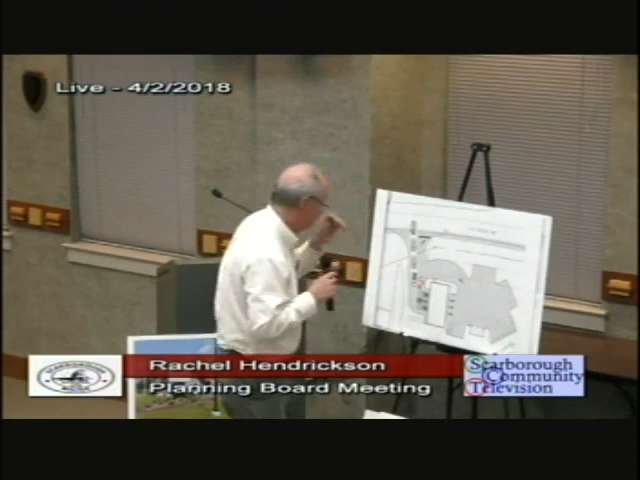 Live - 4/2/2018
Rachel Hendrickson
Planning Board Meeting
Scarborough
Community
Television